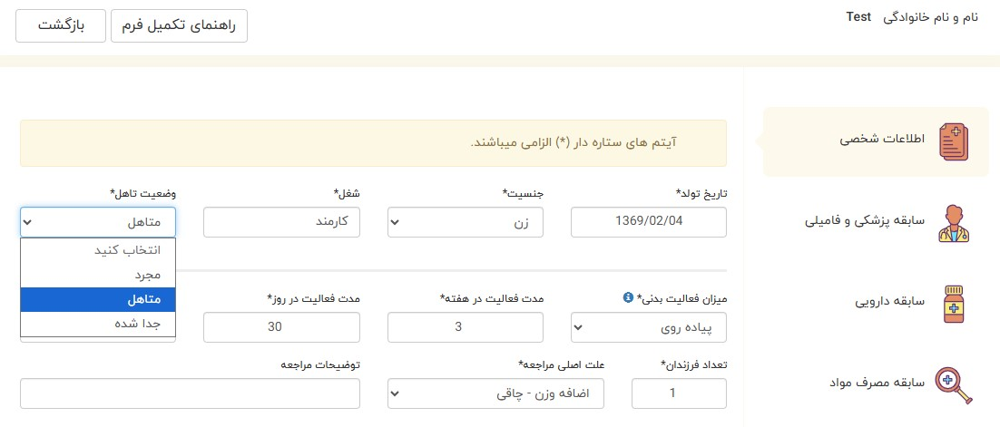 نام و نام خانوادگی Test
راهنمای تکمیل فرم
بازگشت
اطلاعات شخصی
سابقه پزشکی و فامیلی
سابقه دارویی
سابقه مصرف مواد
آیتم های ستاره دار (*) الزامی میباشند.
تاریخ تولد*
1369/02/04
جنسیت*
زن
شغل*
کارمند
وضعیت تاهل*
متاهل
انتخاب کنید
مجرد
متاهل
جدا شده
میزان فعالیت بدنی*
پیاده روی
مدت فعالیت در هفته*
3
مدت فعالیت در روز*
30
تعداد فرزندان*
1
علت اصلی مراجعه*
اضافه وزن - چاقی
توضیحات مراجعه